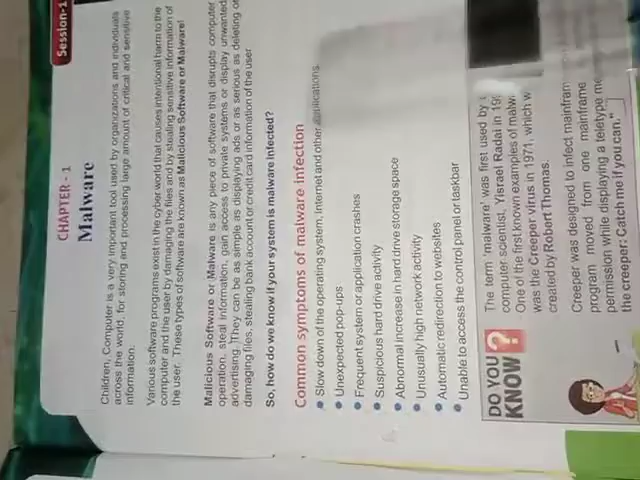 Session-1
CHAPTER - 1
Malware
Children, Computer is a very important tool used by organizations and individuals
across the world, for storing and processing large amount of critical and sensitive
information.
Various software programs exist in the cyber world that causes intentional harm to the
computer and the user by damaging the files and by stealing sensitive information of
the user. These types of software are known as Malicious Software or Malware!
Malicious Software or Malware is any piece of software that disrupts computer
operation, steal information, gain access to private systems or display unwanted
advertising .They can be as simple as displaying ads or as serious as deleting or
damaging files, stealing bank account or credit card information of the user
So, how do we know if your system is malware infected?
Common symptoms of malware infection
• Slow down of the operating system, Internet and other applications.
• Unexpected pop-ups
• Frequent system or application crashes
• Suspicious hard drive activity
• Abnormal increase in hard drive storage space
• Unusually high network activity
• Automatic redirection to websites
• Unable to access the control panel or taskbar
DO YOU
KNOW ?
The term 'malware' was first used by
computer scientist, Yisrael Radai in
One of the first known examples of
was the Creeper virus in 1971, which
created by Robert Thomas.
Creeper was designed to infect
program moved from one mainframe
permission while displaying a teletype
the creeper: Catch me if you can."